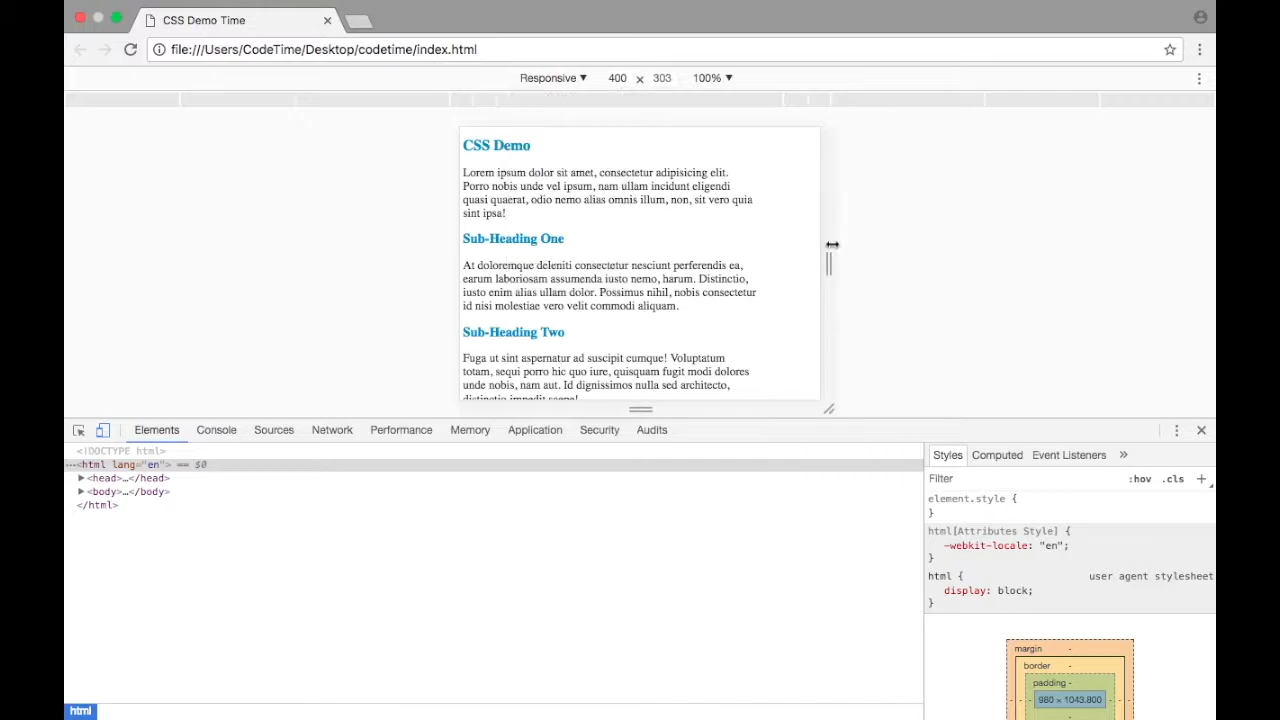 CSS Demo Time
file:///Users/CodeTime/Desktop/codetime/index.html
Responsive 400 × 303 100%
CSS Demo
Lorem ipsum dolor sit amet, consectetur adipisicing elit.
Porro nobis unde vel ipsum, nam ullam incidunt eligendi
quasi quaerat, odio nemo alias omnis illum, non, sit vero quia
sint ipsa!
Sub-Heading One
At doloremque deleniti consectetur nesciunt perferendis ea,
earum laboriosam assumenda iusto nemo, harum. Distinctio,
iusto enim alias ullam dolor. Possimus nihil, nobis consectetur
id nisi molestiae vero velit commodi aliquam.
Sub-Heading Two
Fuga ut sint aspernatur ad suscipit cumque! Voluptatum
totam, sequi porro hic quo iure, quisquam fugit modi dolores
unde nobis, nam aut. Id dignissimos nulla sed architecto,
distinctio impedit saepe!
Elements Console Sources Network Performance Memory Application Security Audits
<!DOCTYPE html>
<html lang="en"> == $0
<head>…</head>
<body>…</body>
</html>
html
Styles Computed Event Listeners »
Filter :hov .cls +
element.style {
}
html[Attributes Style] {
-webkit-locale: "en";
}
html { user agent stylesheet
display: block;
}
margin -
border -
padding -
- - - 980 × 1043.800 - - -
-